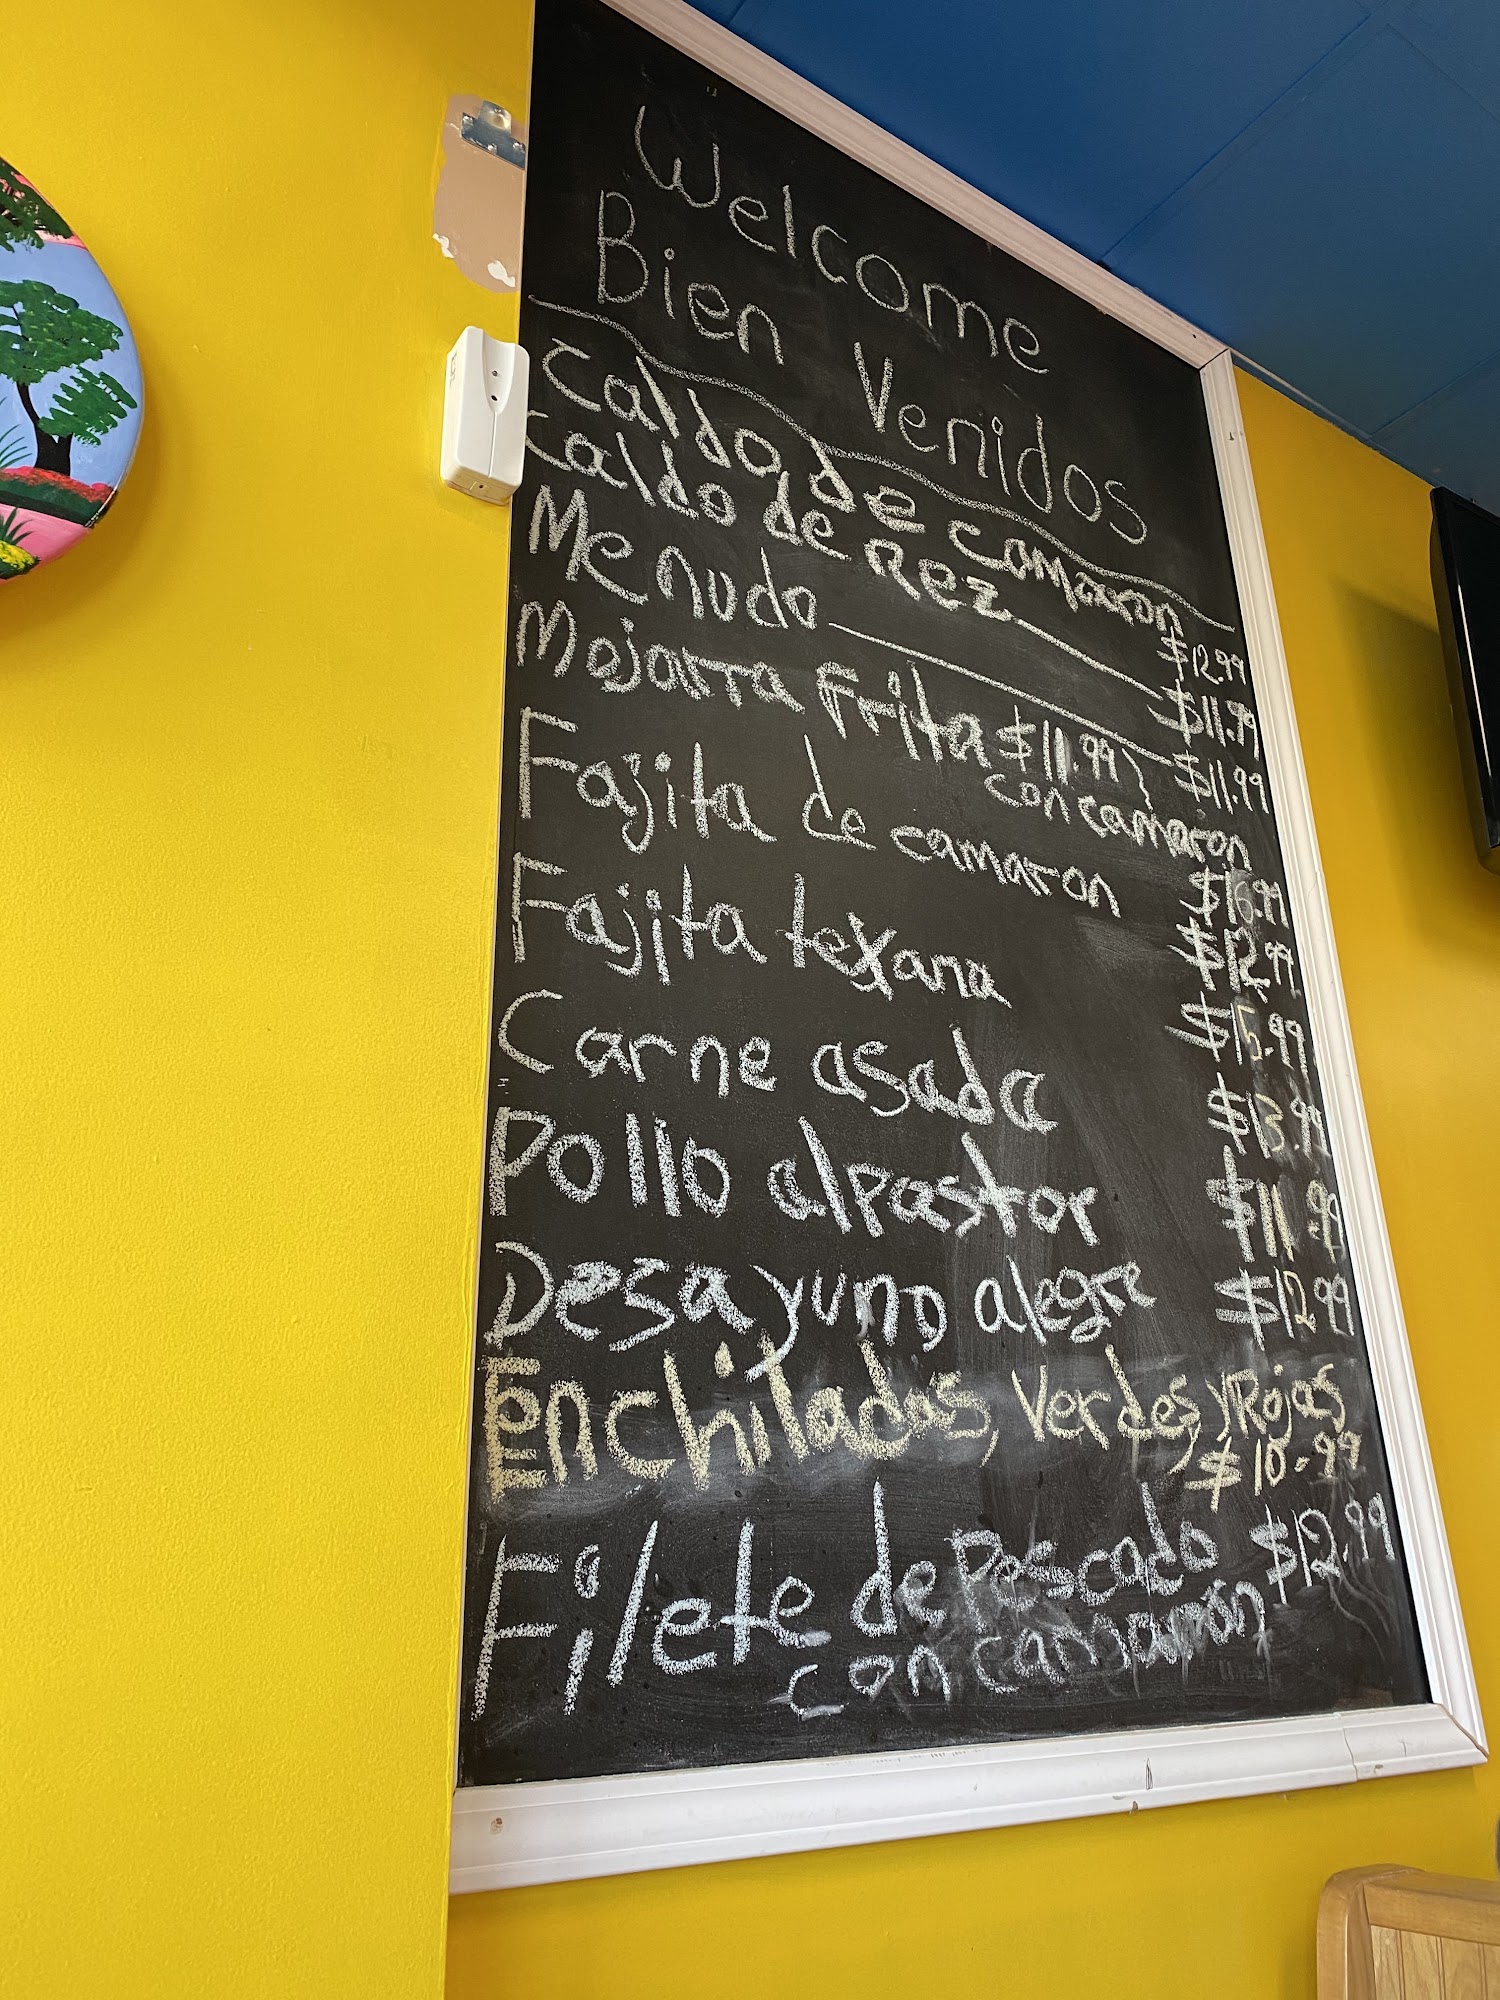 Welcome
Bien Venidos
Caldo de camaron $12.99
Caldo de Rez $11.99
Menudo $11.99
Mojarra Frita $11.99 con camaron $16.99
Fajita de camaron $12.99
Fajita texana $15.99
Carne asada $13.99
Pollo al pastor $11.99
Desayuno alegre $12.99
Enchiladas, Verdes, y Rojas
$10.99
Filete de Pescado $12.99
con